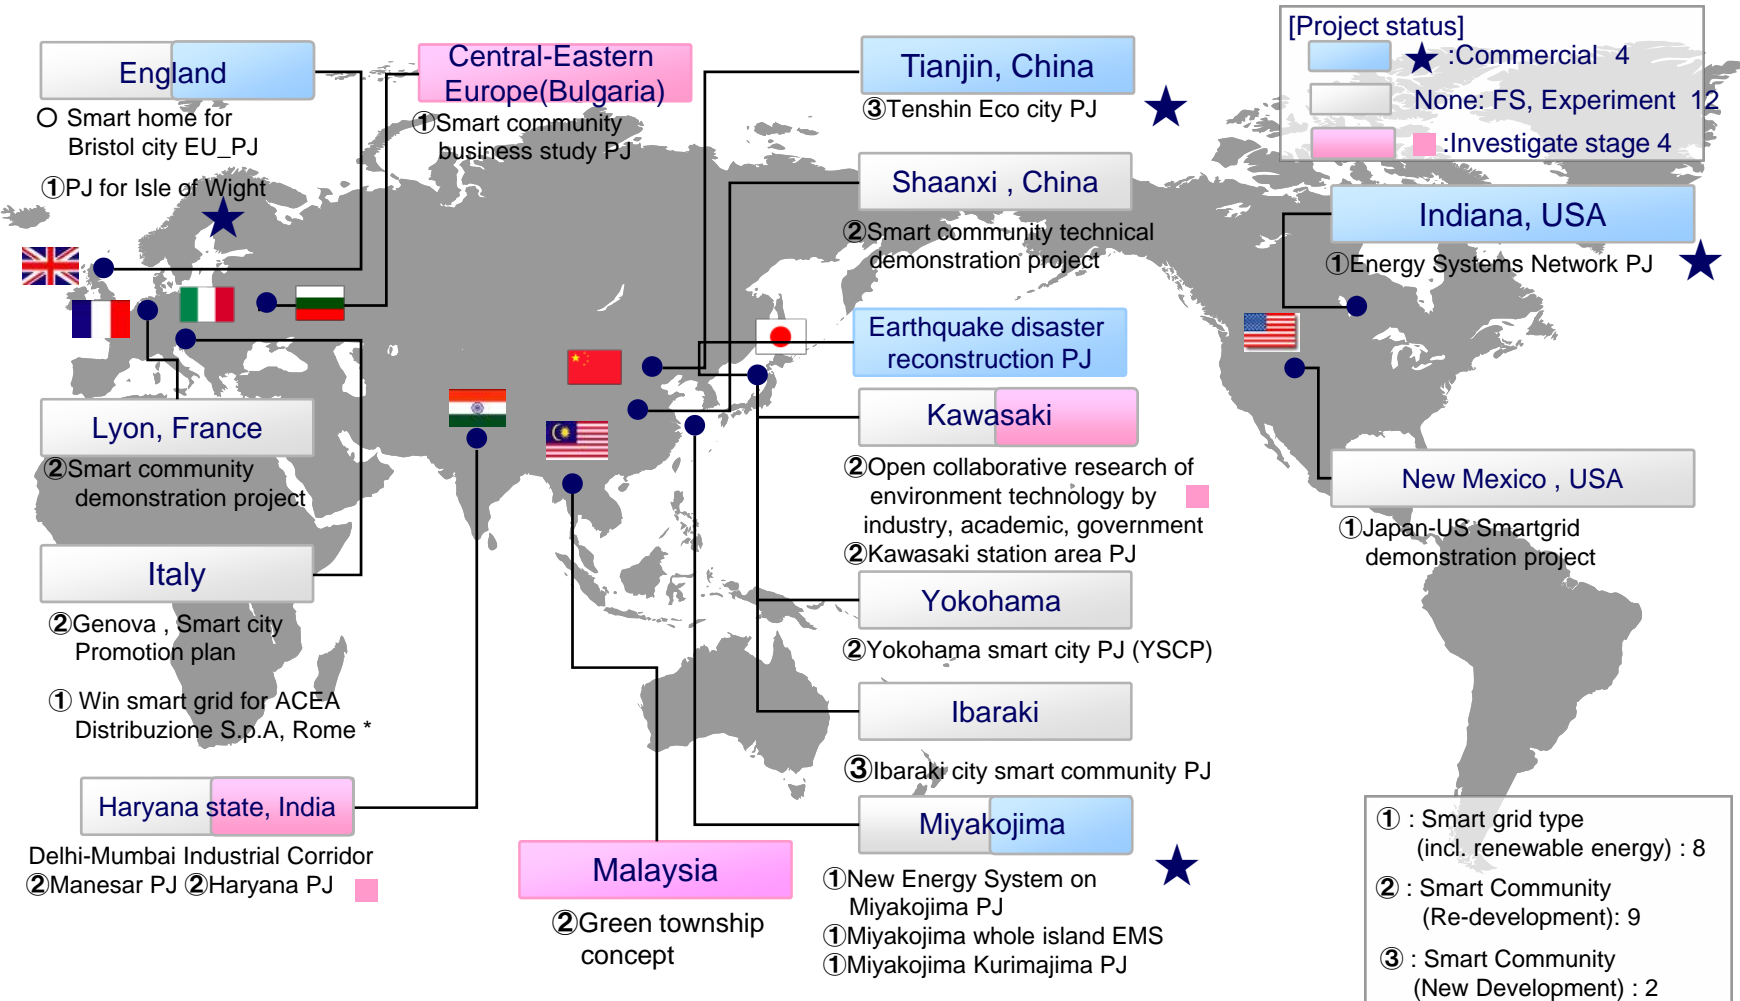 England
○ Smart home for
Bristol city EU_PJ
①PJ for Isle of Wight
Central-Eastern
Europe(Bulgaria)
①Smart community
business study PJ
Tianjin, China
③Tenshin Eco city PJ
Shaanxi , China
②Smart community technical
demonstration project
[Project status]
★ :Commercial 4
None: FS, Experiment 12
:Investigate stage 4
Indiana, USA
①Energy Systems Network PJ
Earthquake disaster
reconstruction PJ
Lyon, France
②Smart community
demonstration project
Kawasaki
②Open collaborative research of
environment technology by
industry, academic, government
②Kawasaki station area PJ
New Mexico , USA
①Japan-US Smartgrid
demonstration project
Italy
②Genova , Smart city
Promotion plan
① Win smart grid for ACEA
Distribuzione S.p.A, Rome *
Yokohama
②Yokohama smart city PJ (YSCP)
Ibaraki
③Ibaraki city smart community PJ
Haryana state, India
Delhi-Mumbai Industrial Corridor
②Manesar PJ ②Haryana PJ
Malaysia
②Green township
concept
Miyakojima
①New Energy System on
Miyakojima PJ
①Miyakojima whole island EMS
①Miyakojima Kurimajima PJ
① : Smart grid type
(incl. renewable energy) : 8
② : Smart Community
(Re-development): 9
③ : Smart Community
(New Development) : 2